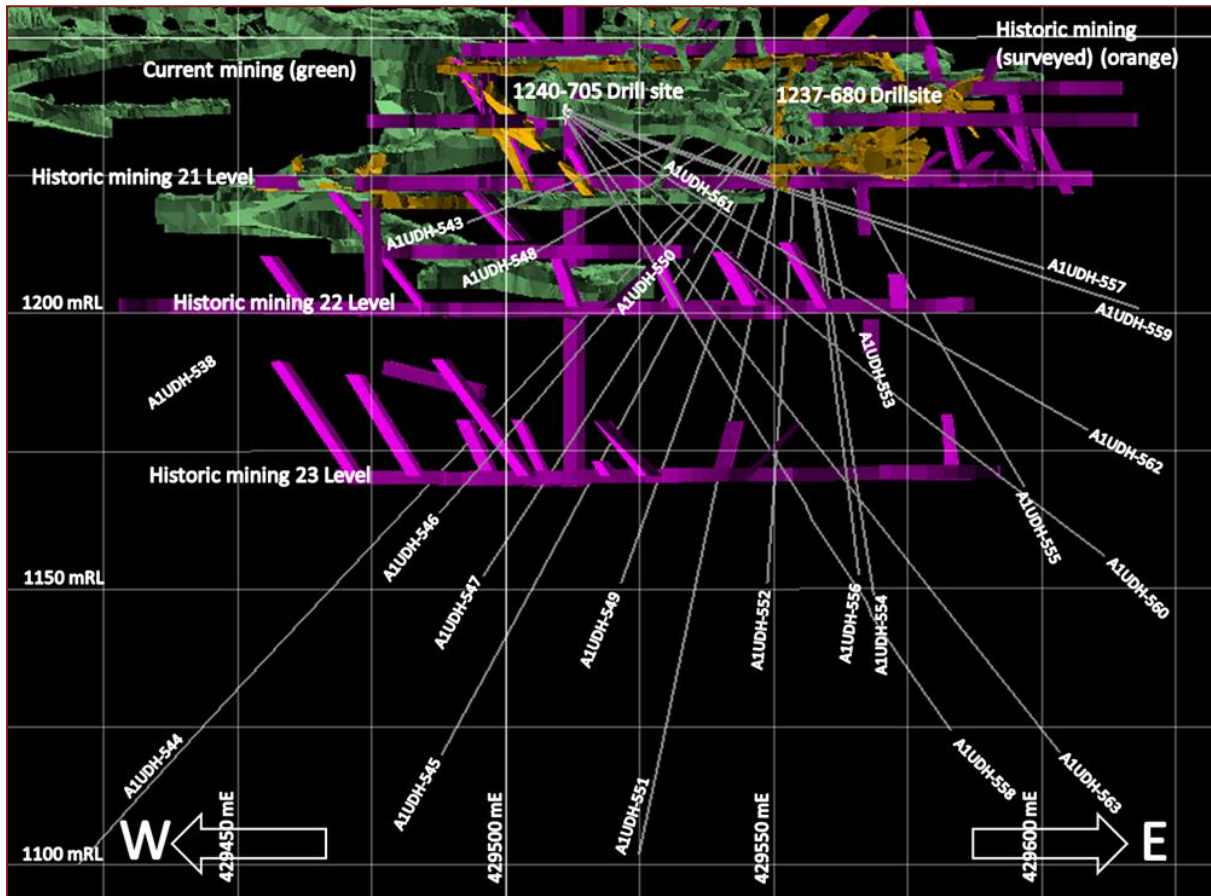 Historic mining
(surveyed) (orange)
Current mining (green)
1240-705 Drill site
1237-680 Drillsite
Historic mining 21 Level
A1UDH-561
A1UDH-543
A1UDH-548
A1UDH-550
A1UDH-557
A1UDH-559
1200 mRL
Historic mining 22 Level
A1UDH-538
A1UDH-553
A1UDH-562
Historic mining 23 Level
A1UDH-546
A1UDH-555
A1UDH-560
1150 mRL
A1UDH-547
A1UDH-549
A1UDH-552
A1UDH-556
A1UDH-554
A1UDH-544
A1UDH-545
A1UDH-551
A1UDH-558
A1UDH-563
1100 mRL
W
429450 mE
429500 mE
429550 mE
429600 mE
E